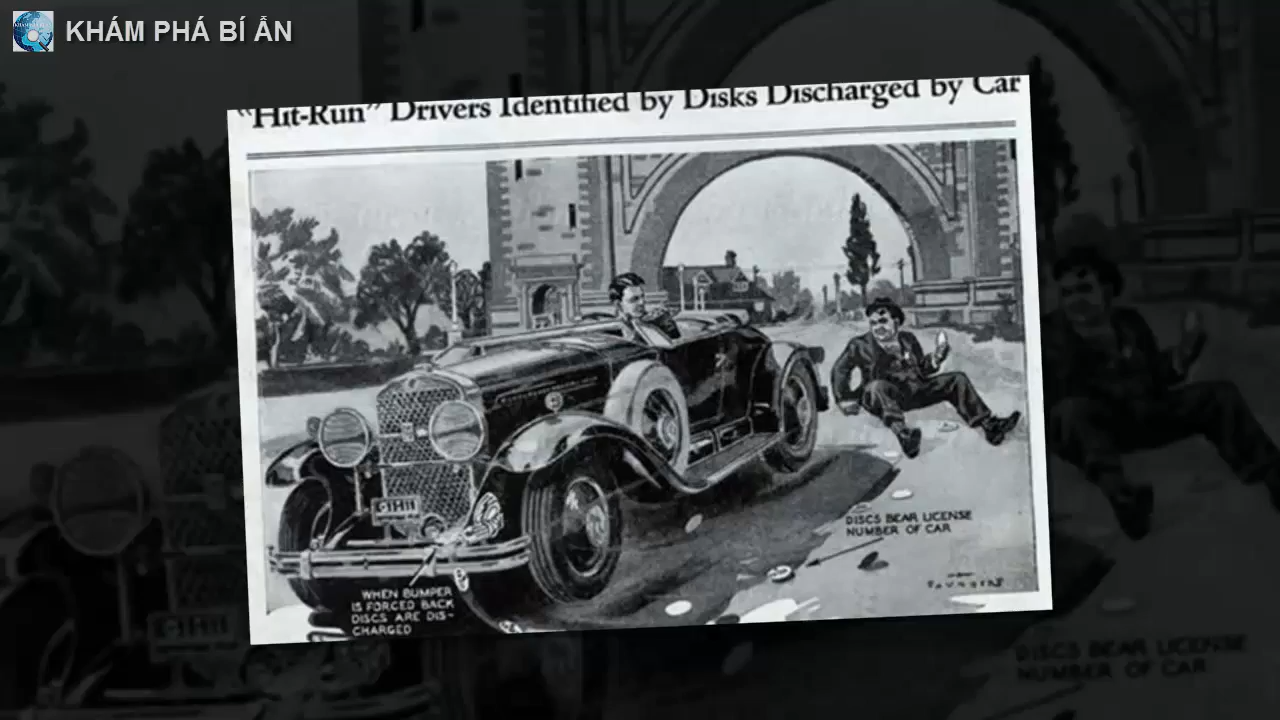 KHÁM PHÁ BÍ ẨN
"Hit-Run" Drivers Identified by Disks Discharged by Car
C-1H11
DISCS BEAR LICENSE
NUMBER OF CAR
WHEN BUMPER
IS FORCED BACK
DISCS ARE DIS-
CHARGED
DISCS BEAR LICENSE
NUMBER OF CAR